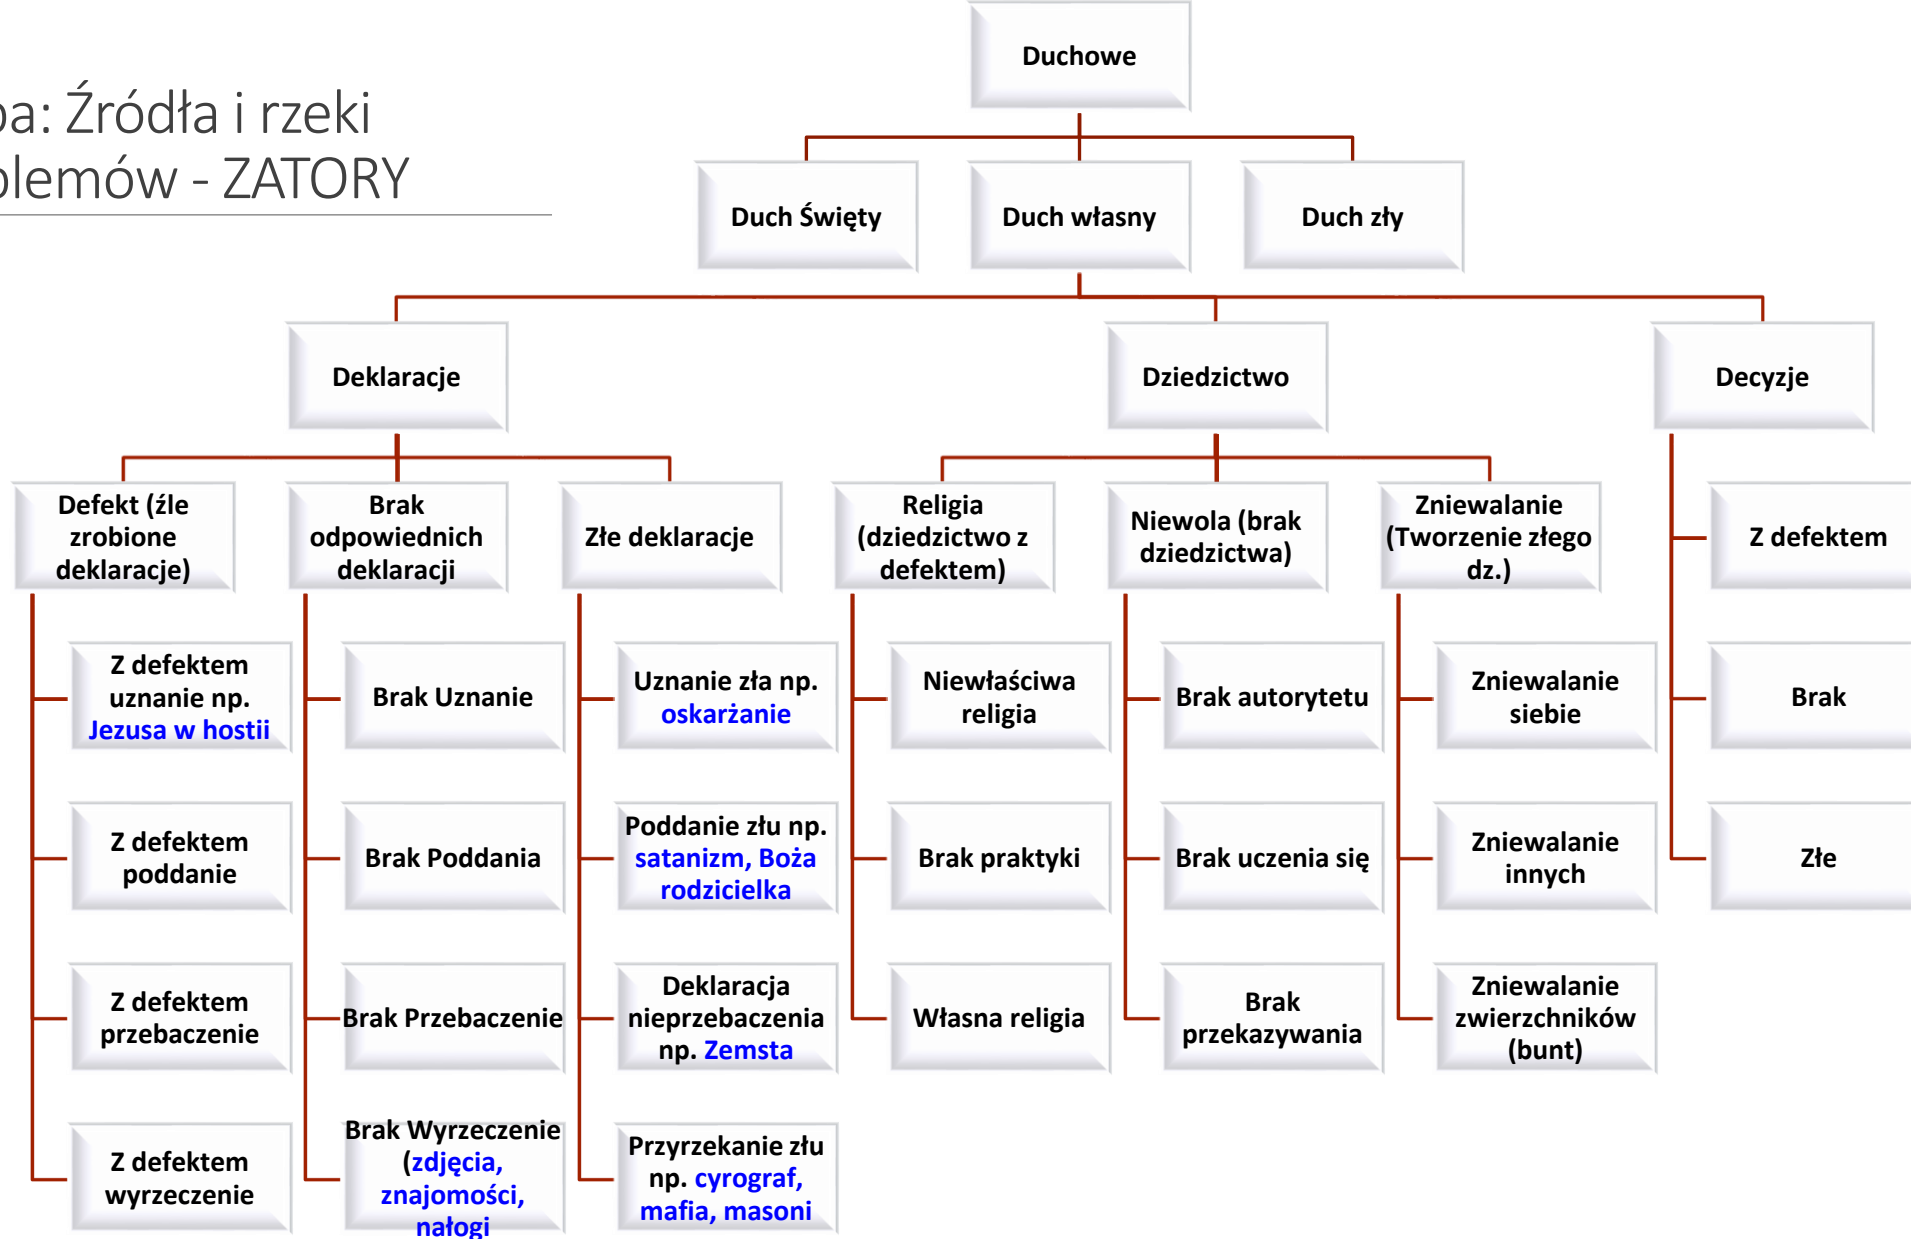 pa: Źródła i rzeki
blemów - ZATORY
Duchowe
Duch Święty
Duch własny
Duch zły
Deklaracje
Dziedzictwo
Decyzje
Defekt (źle
zrobione
deklaracje)
Brak
odpowiednich
deklaracji
Złe deklaracje
Religia
(dziedzictwo z
defektem)
Niewola (brak
dziedzictwa)
Zniewalanie
(Tworzenie złego
dz.)
Z defektem
Z defektem
uznanie np.
Jezusa w hostii
Brak Uznanie
Uznanie zła np.
oskarżanie
Niewłaściwa
religia
Brak autorytetu
Zniewalanie
siebie
Brak
Z defektem
poddanie
Brak Poddania
Poddanie złu np.
satanizm, Boża
rodzicielka
Brak praktyki
Brak uczenia się
Zniewalanie
innych
Złe
Z defektem
przebaczenie
Brak Przebaczenie
Deklaracja
nieprzebaczenia
np. Zemsta
Własna religia
Brak
przekazywania
Zniewalanie
zwierzchników
(bunt)
Z defektem
wyrzeczenie
Brak Wyrzeczenie
(zdjęcia,
znajomości,
nałogi
Przyrzekanie złu
np. cyrograf,
mafia, masoni